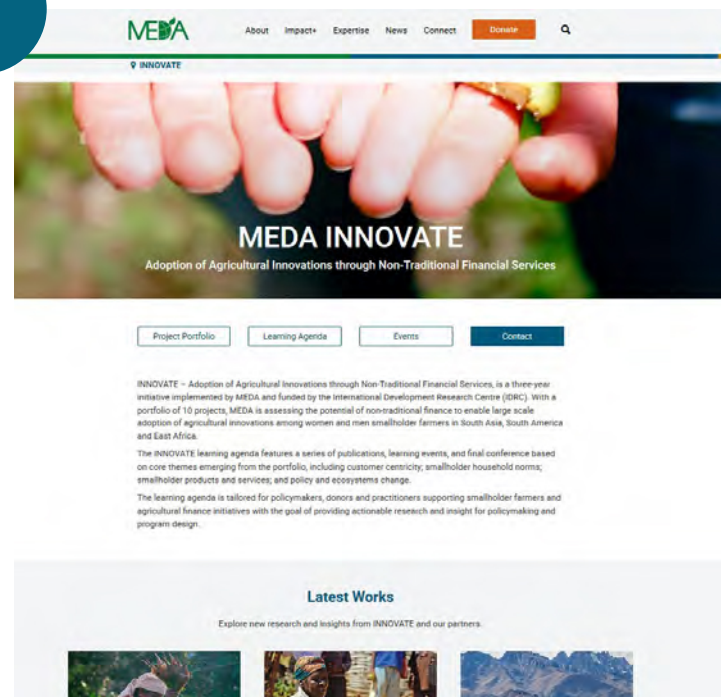 MEDA
About Impact+ Expertise News Connect Donate
INNOVATE
MEDA INNOVATE
Adoption of Agricultural Innovations through Non-Traditional Financial Services
Project Portfolio Learning Agenda Events Contact
INNOVATE – Adoption of Agricultural Innovations through Non-Traditional Financial Services, is a three-year
initiative implemented by MEDA and funded by the International Development Research Centre (IDRC). With a
portfolio of 10 projects, MEDA is assessing the potential of non-traditional finance to enable large scale
adoption of agricultural innovations among women and men smallholder farmers in South Asia, South America
and East Africa.
The INNOVATE learning agenda features a series of publications, learning events, and final conference based
on core themes emerging from the portfolio, including customer centricity; smallholder household norms;
smallholder products and services; and policy and ecosystems change.
The learning agenda is tailored for policymakers, donors and practitioners supporting smallholder farmers and
agricultural finance initiatives with the goal of providing actionable research and insight for policymaking and
program design.
Latest Works
Explore new research and insights from INNOVATE and our partners.